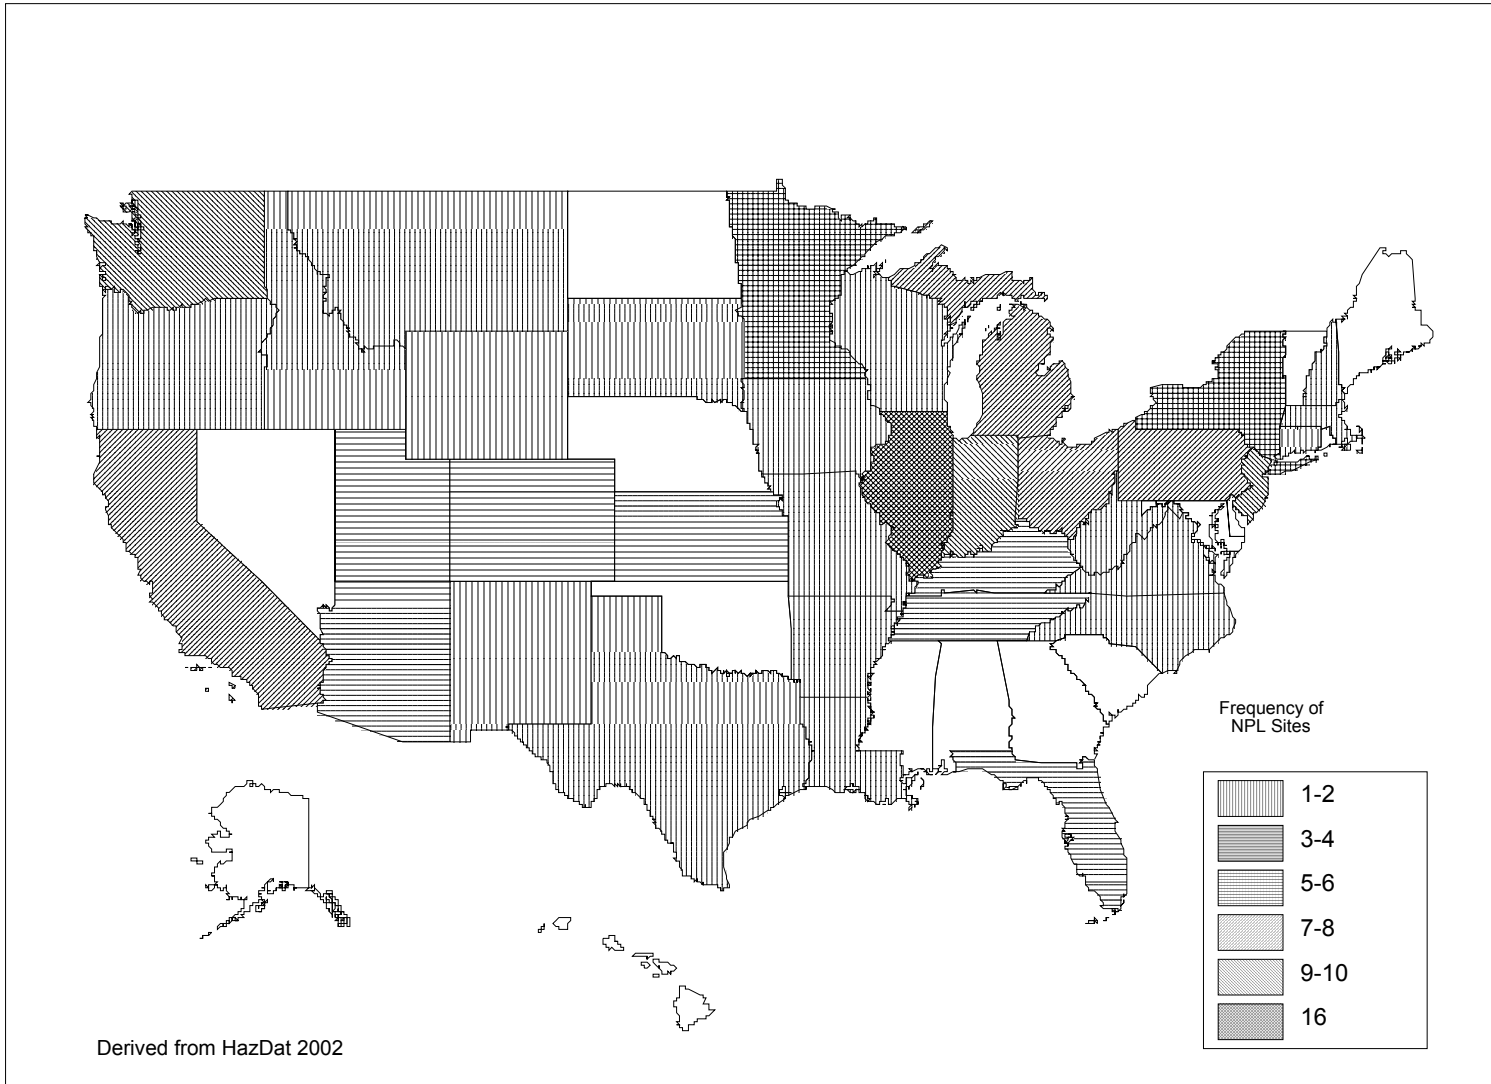 Frequency of
NPL Sites
1-2
3-4
5-6
7-8
9-10
16
Derived from HazDat 2002